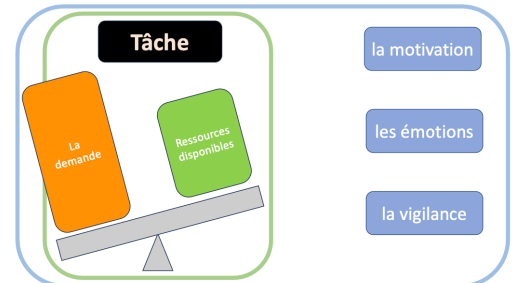 Tâche
La
demande
Ressources
disponibles
la motivation
les émotions
la vigilance